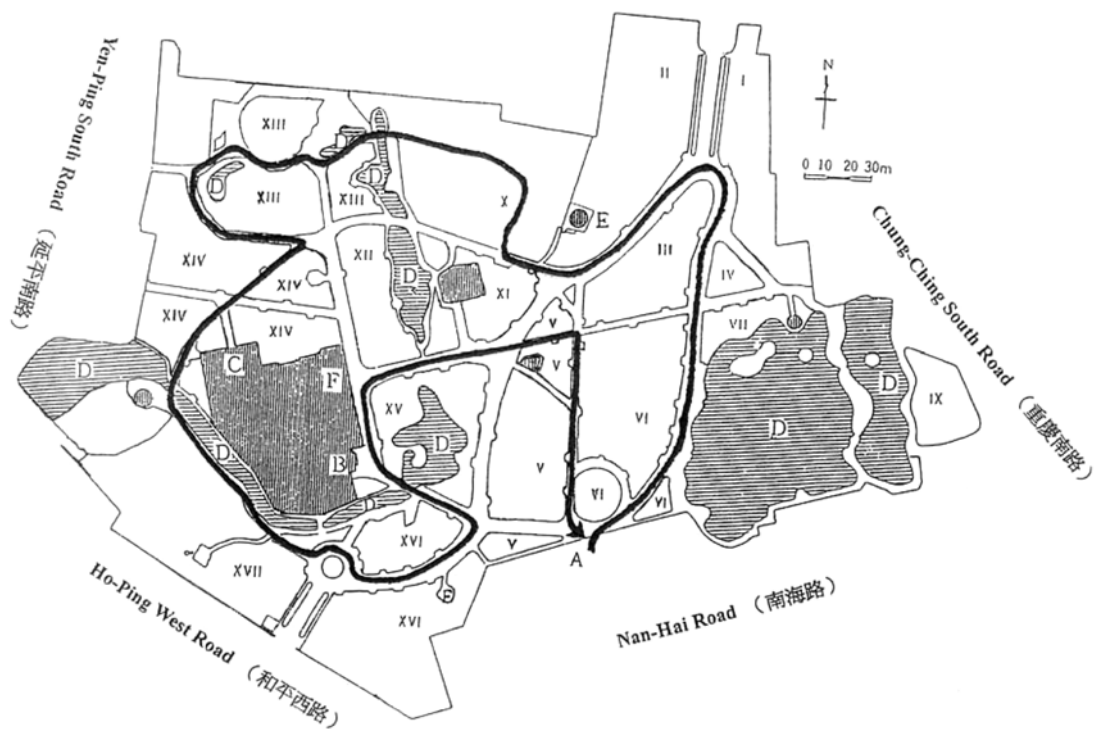 II
I
N
0 10 20 30m
Yen-Ping South Road （延平南路）
XIII
D
XIII
XIII
D
X
E
Chung-Ching South Road （重慶南路）
III
XII
XIV
XIV
D
XI
IV
XIV
XIV
V
VII
C
F
V
D
XV
D
VI
D
D
IX
D
B
V
VI
VI
XVI
V
A
XVII
XVI
Ho-Ping West Road （和平西路）
Nan-Hai Road （南海路）